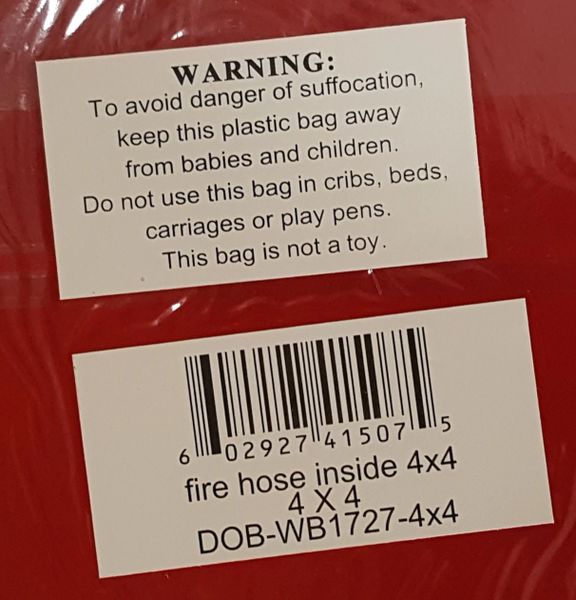 WARNING:
To avoid danger of suffocation,
keep this plastic bag away
from babies and children.
Do not use this bag in cribs, beds,
carriages or play pens.
This bag is not a toy.
6 02927 41507 5
fire hose inside 4x4
4 X 4
DOB-WB1727-4x4